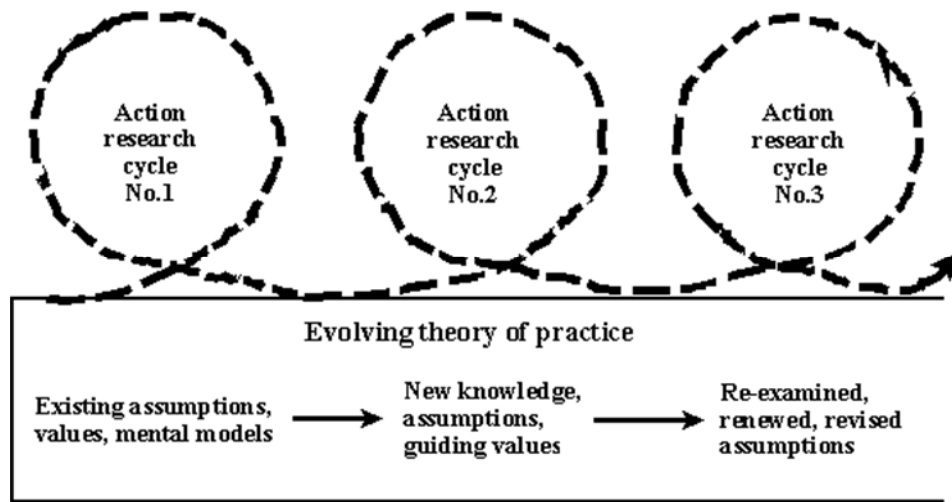 Action
research
cycle
No.1
Action
research
cycle
No.2
Action
research
cycle
No.3
Evolving theory of practice
Existing assumptions,
values, mental models
New knowledge,
assumptions,
guiding values
Re-examined,
renewed, revised
assumptions